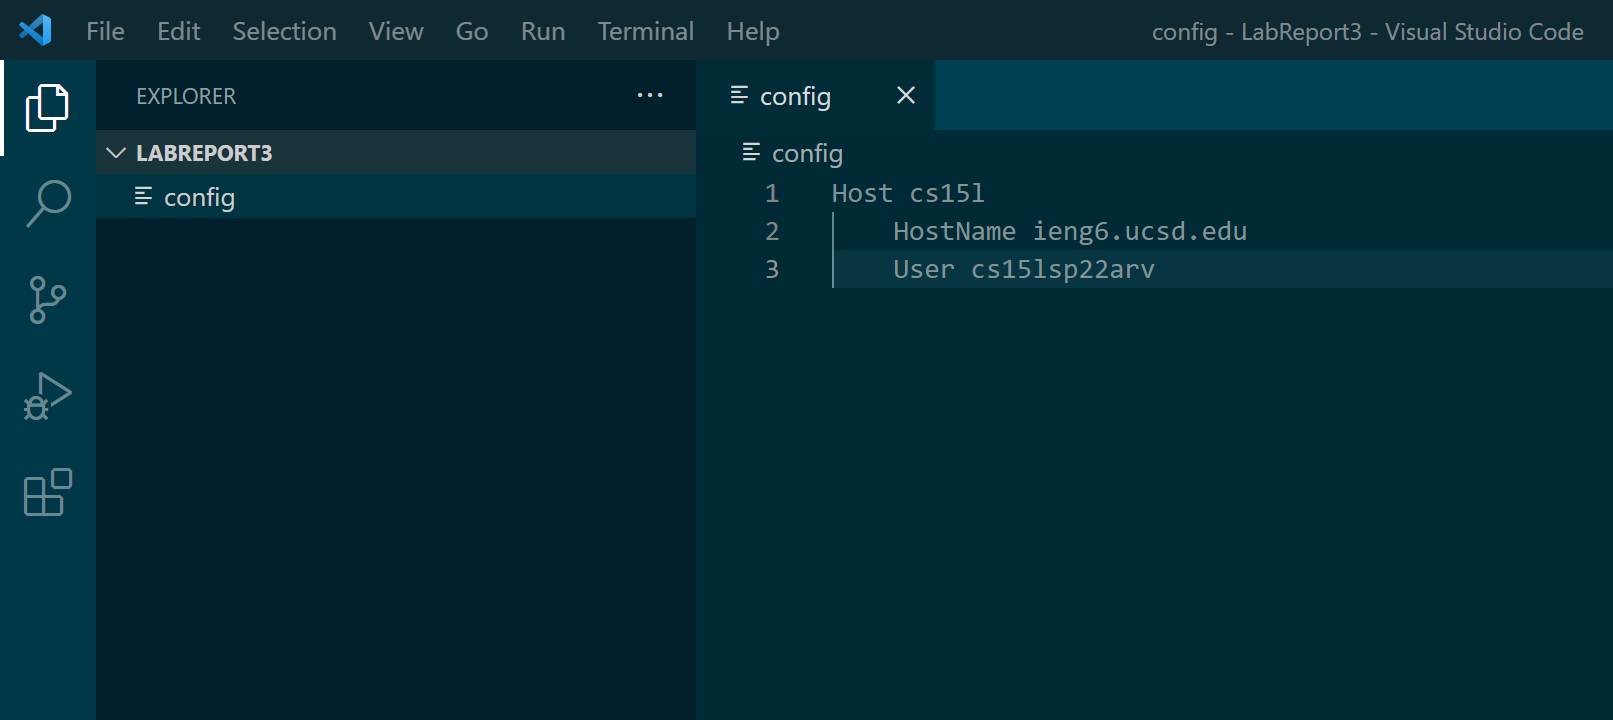 File Edit Selection View Go Run Terminal Help config - LabReport3 - Visual Studio Code
EXPLORER ...
LABREPORT3
config
config
config
1 Host cs15l
2 HostName ieng6.ucsd.edu
3 User cs15lsp22arv